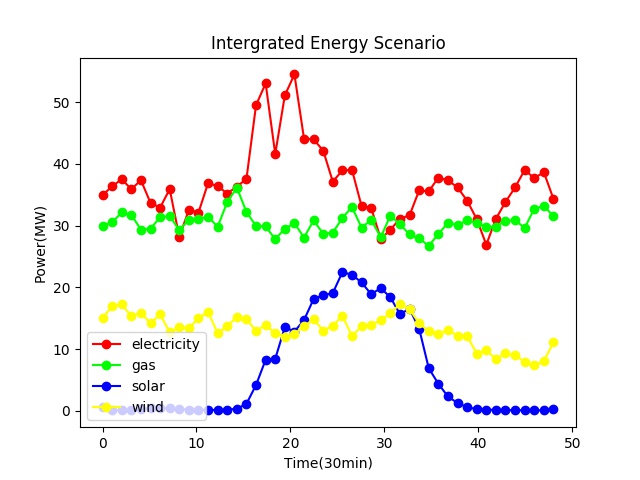 Intergrated Energy Scenario
Power(MW)
50
40
30
20
10
0
electricity
gas
solar
wind
0 10 20 30 40 50
Time(30min)